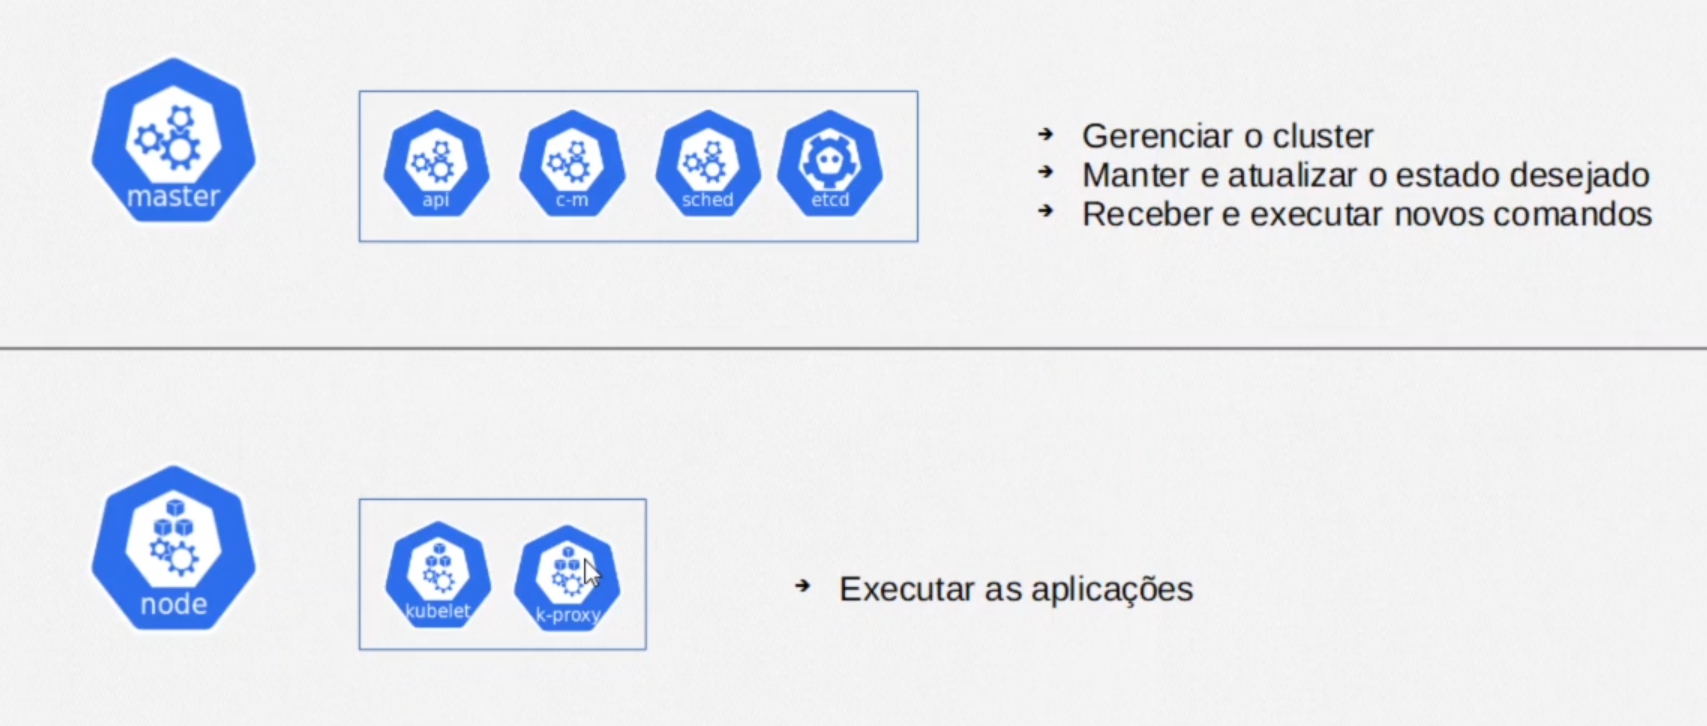 master
api
c-m
sched
etcd
➔ Gerenciar o cluster
➔ Manter e atualizar o estado desejado
➔ Receber e executar novos comandos
node
kubelet
k-proxy
➔ Executar as aplicações